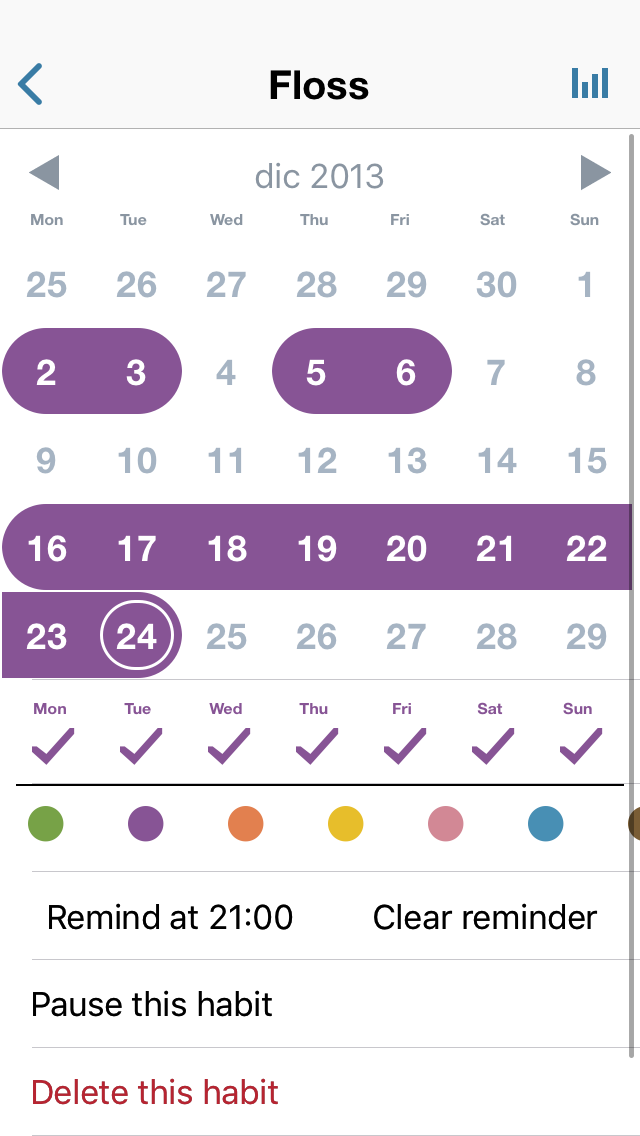 Floss
dic 2013
Mon Tue Wed Thu Fri Sat Sun
25 26 27 28 29 30 1
2 3 4 5 6 7 8
9 10 11 12 13 14 15
16 17 18 19 20 21 22
23 24 25 26 27 28 29
Mon Tue Wed Thu Fri Sat Sun
Remind at 21:00 Clear reminder
Pause this habit
Delete this habit